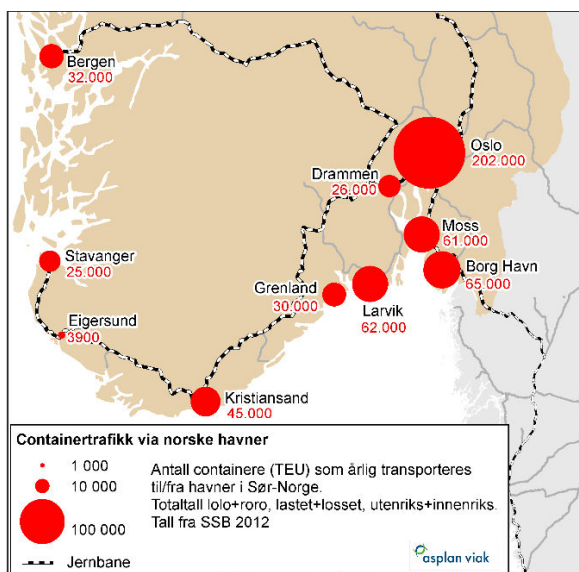 Bergen
32.000
Oslo
202.000
Drammen
26.000
Moss
61.000
Stavanger
25.000
Borg Havn
65.000
Grenland
30.000
Larvik
62.000
Eigersund
3900
Kristiansand
45.000
Containertrafikk via norske havner
1 000
10 000
100 000
Jernbane
Antall containere (TEU) som årlig transporteres
til/fra havner i Sør-Norge.
Totaltall lolo+roro, lastet+losset, utenriks+innenriks.
Tall fra SSB 2012
asplan viak